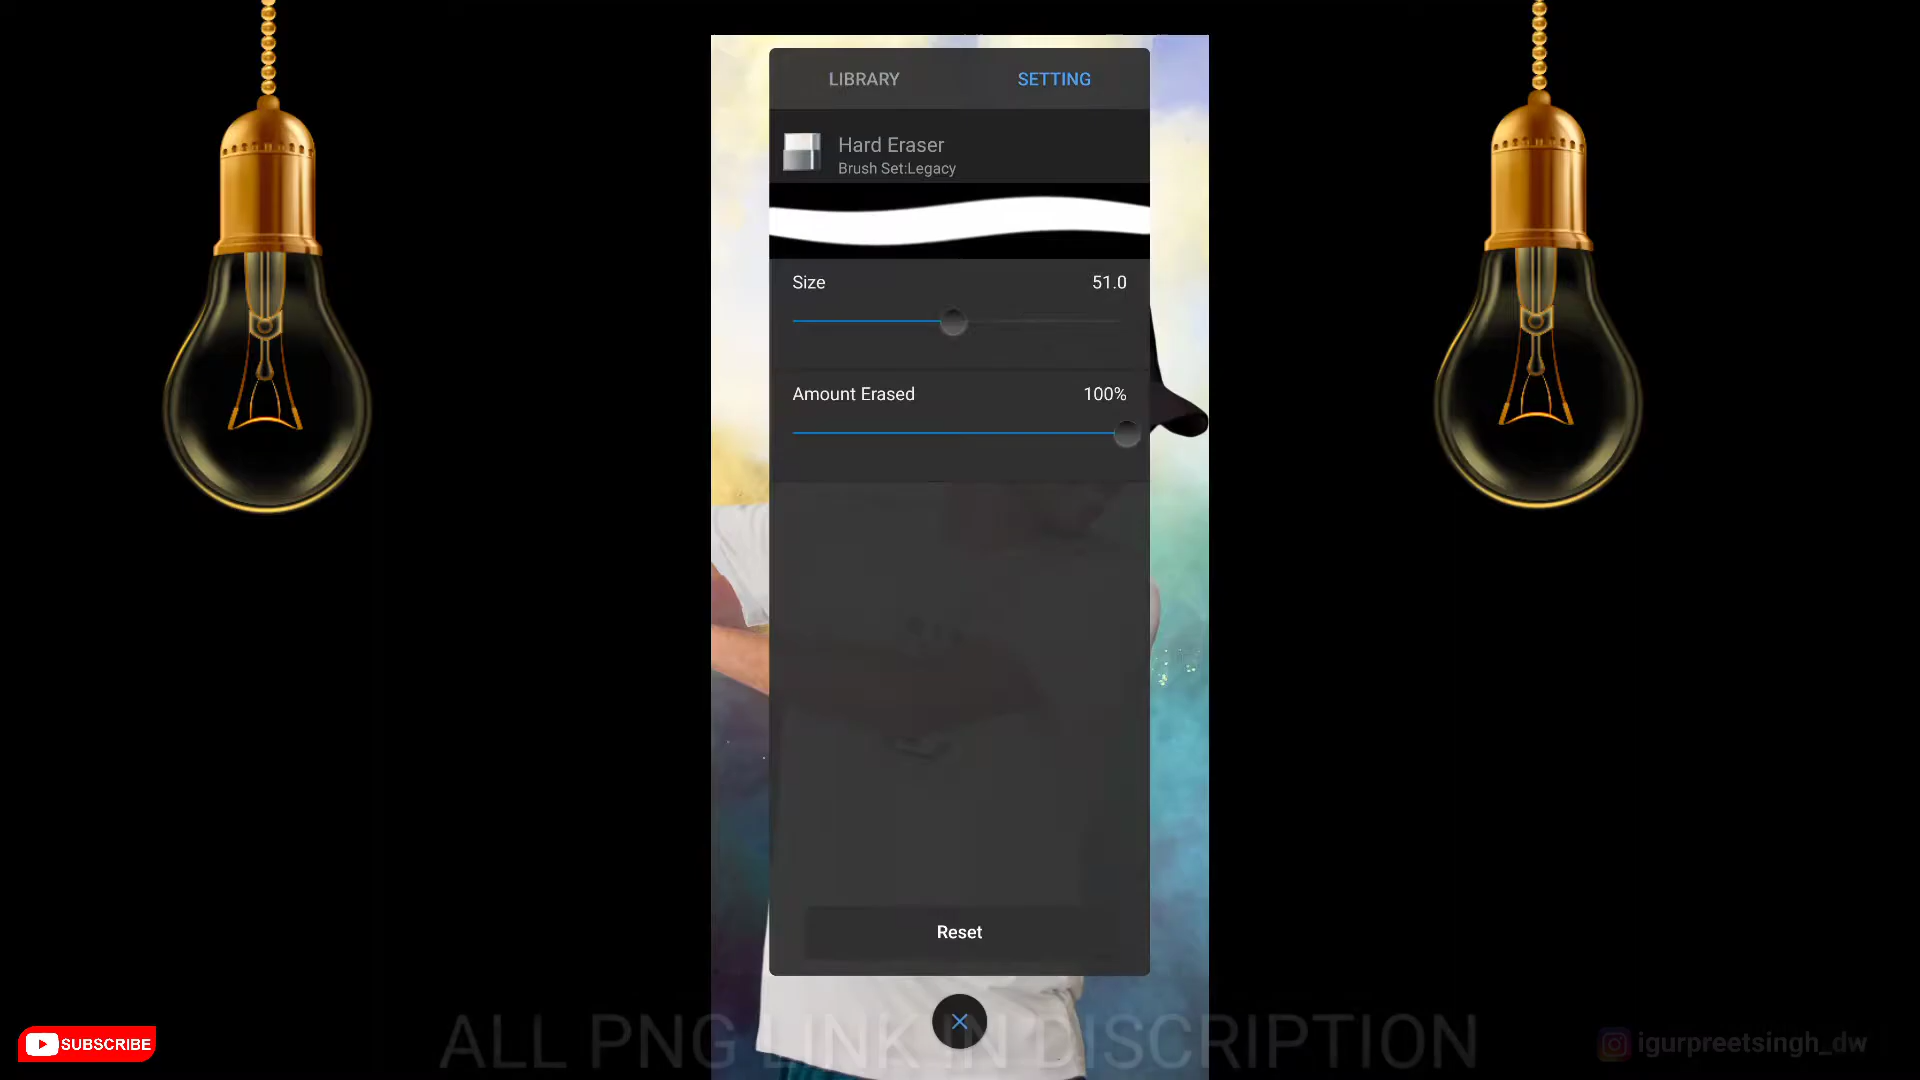 LIBRARY SETTING
Hard Eraser
Brush Set:Legacy
Size 51.0
Amount Erased 100%
Reset
ALL PNG LINK IN DISCRIPTION
SUBSCRIBE
igurpreetsingh_dw